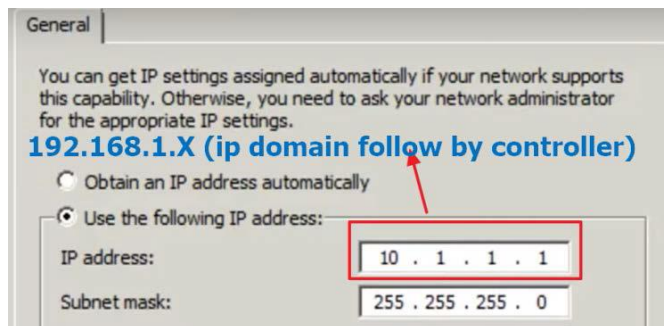 General
You can get IP settings assigned automatically if your network supports
this capability. Otherwise, you need to ask your network administrator
for the appropriate IP settings.
192.168.1.X (ip domain follow by controller)
Obtain an IP address automatically
Use the following IP address:
IP address: 10 . 1 . 1 . 1
Subnet mask: 255 . 255 . 255 . 0